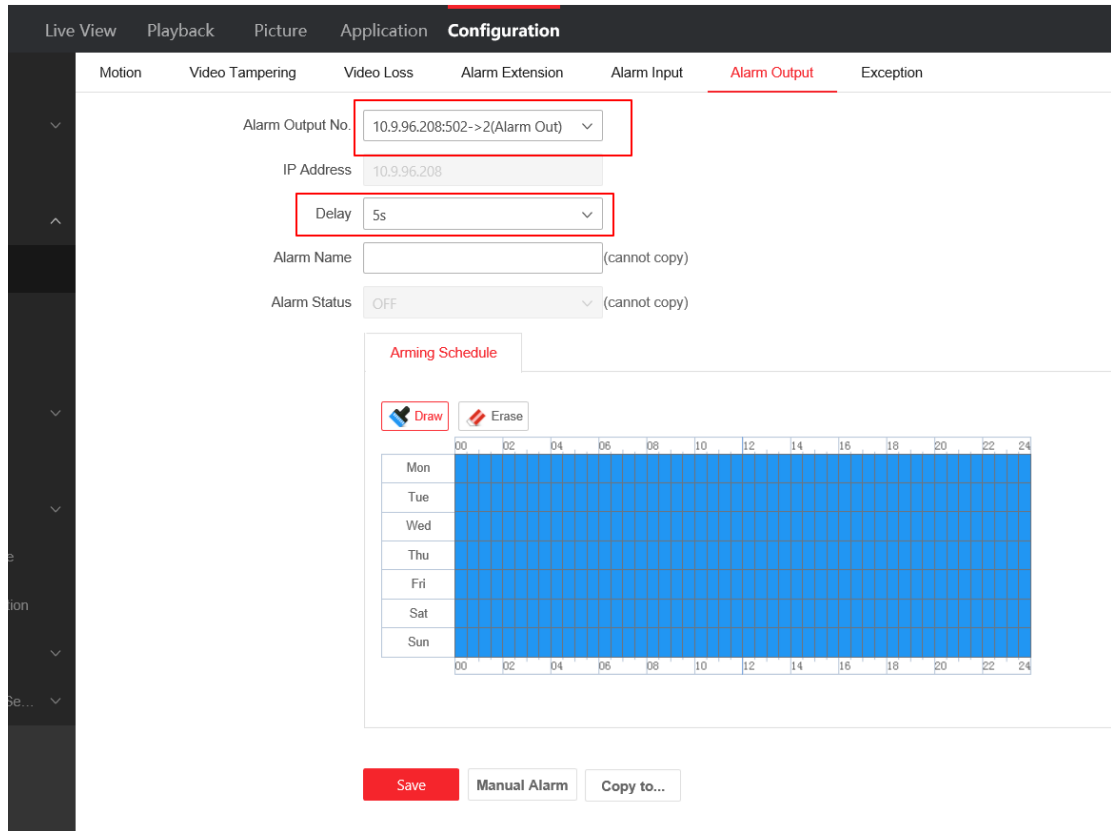 Live View Playback Picture Application Configuration
Motion Video Tampering Video Loss Alarm Extension Alarm Input Alarm Output Exception
Alarm Output No. 10.9.96.208:502->2(Alarm Out)
IP Address 10.9.96.208
Delay 5s
Alarm Name (cannot copy)
Alarm Status OFF (cannot copy)
Arming Schedule
Draw Erase
00 02 04 06 08 10 12 14 16 18 20 22 24
Mon
Tue
Wed
Thu
Fri
Sat
Sun
00 02 04 06 08 10 12 14 16 18 20 22 24
Save Manual Alarm Copy to...